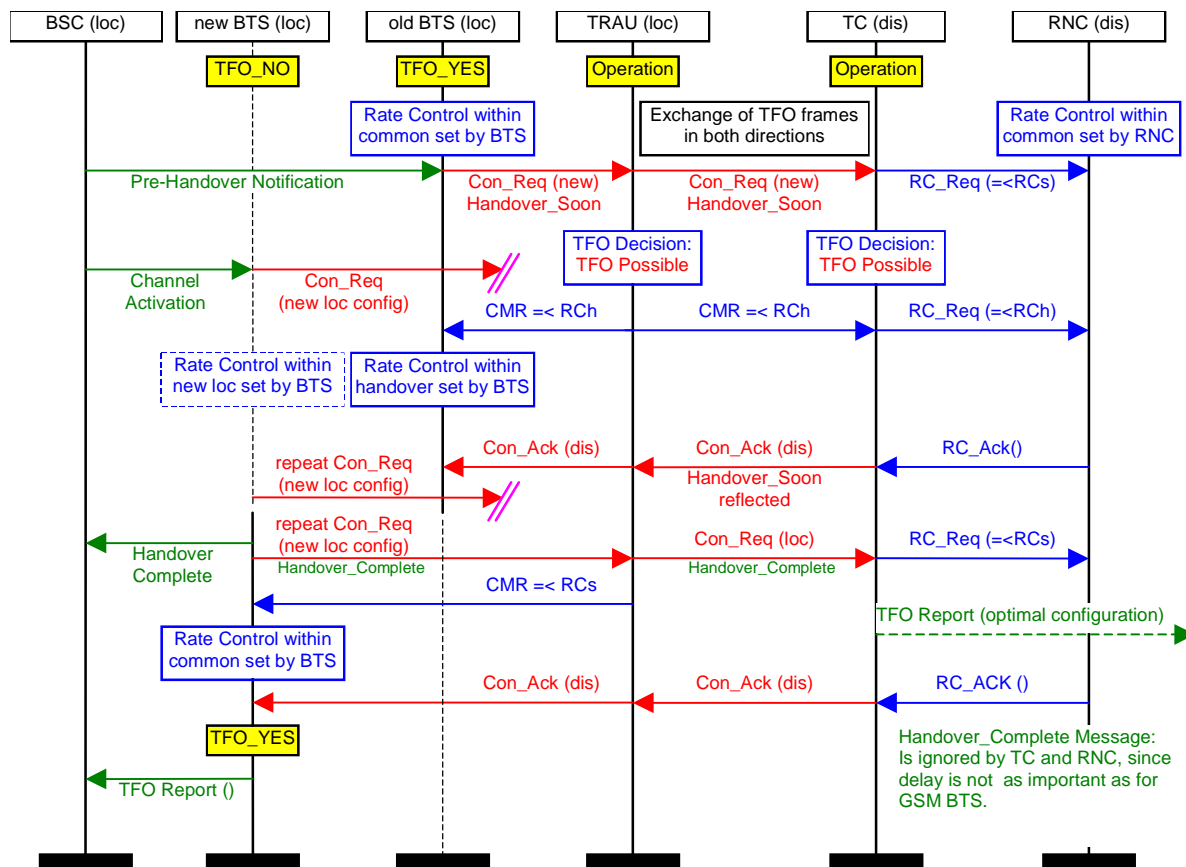 BSC (loc)
new BTS (loc)
old BTS (loc)
TRAU (loc)
TC (dis)
RNC (dis)
TFO_NO
TFO_YES
Operation
Operation
Rate Control within
common set by BTS
Exchange of TFO frames
in both directions
Rate Control within
common set by RNC
Pre-Handover Notification
Con_Req (new)
Handover_Soon
Con_Req (new)
Handover_Soon
RC_Req (=<RCs)
TFO Decision:
TFO Possible
TFO Decision:
TFO Possible
Channel
Activation
Con_Req
(new loc config)
CMR =< RCh
CMR =< RCh
RC_Req (=<RCh)
Rate Control within
new loc set by BTS
Rate Control within
handover set by BTS
Con_Ack (dis)
Con_Ack (dis)
RC_Ack()
Handover_Soon
reflected
repeat Con_Req
(new loc config)
repeat Con_Req
(new loc config)
Handover_Complete
Handover
Complete
Con_Req (loc)
Handover_Complete
RC_Req (=<RCs)
CMR =< RCs
TFO Report (optimal configuration)
Rate Control within
common set by BTS
Con_Ack (dis)
Con_Ack (dis)
RC_ACK ()
TFO_YES
Handover_Complete Message:
Is ignored by TC and RNC, since
delay is not  as important as for
GSM BTS.
TFO Report ()